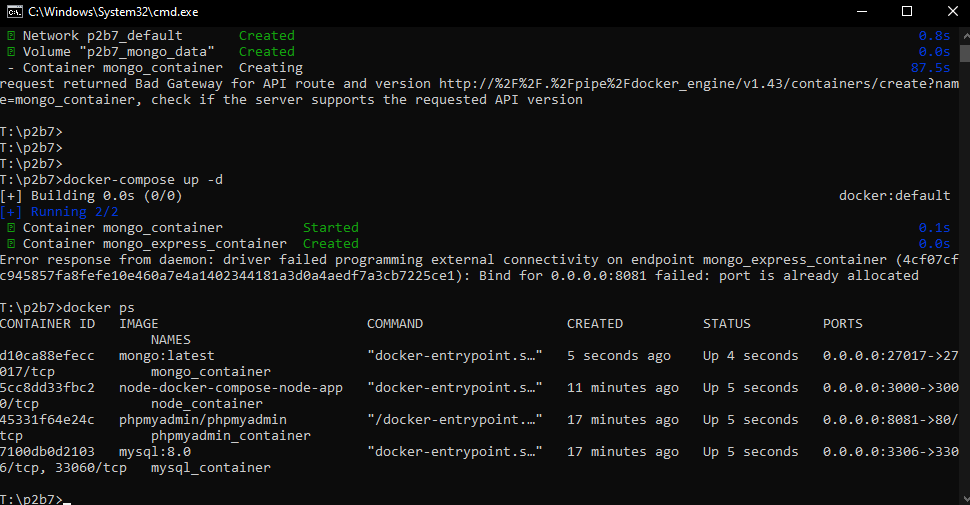 C:\Windows\System32\cmd.exe
Network p2b7_default Created 0.8s
Volume "p2b7_mongo_data" Created 0.0s
- Container mongo_container Creating 87.5s
request returned Bad Gateway for API route and version http://%2F%2F.%2Fpipe%2Fdocker_engine/v1.43/containers/create?nam
e=mongo_container, check if the server supports the requested API version
T:\p2b7>
T:\p2b7>
T:\p2b7>
T:\p2b7>docker-compose up -d
[+] Building 0.0s (0/0) docker:default
[+] Running 2/2
Container mongo_container Started 0.1s
Container mongo_express_container Created 0.0s
Error response from daemon: driver failed programming external connectivity on endpoint mongo_express_container (4cf07cf
c945857fa8fefe10e460a7e4a1402344181a3d0a4aedf7a3cb7225ce1): Bind for 0.0.0.0:8081 failed: port is already allocated
T:\p2b7>docker ps
CONTAINER ID IMAGE COMMAND CREATED STATUS PORTS
NAMES
d10ca88efecc mongo:latest "docker-entrypoint.s…" 5 seconds ago Up 4 seconds 0.0.0.0:27017->27
017/tcp mongo_container
5cc8dd33fbc2 node-docker-compose-node-app "docker-entrypoint.s…" 11 minutes ago Up 5 seconds 0.0.0.0:3000->300
0/tcp node_container
45331f64e24c phpmyadmin/phpmyadmin "/docker-entrypoint.…" 17 minutes ago Up 5 seconds 0.0.0.0:8081->80/
tcp phpmyadmin_container
7100db0d2103 mysql:8.0 "docker-entrypoint.s…" 17 minutes ago Up 5 seconds 0.0.0.0:3306->330
6/tcp, 33060/tcp mysql_container
T:\p2b7>